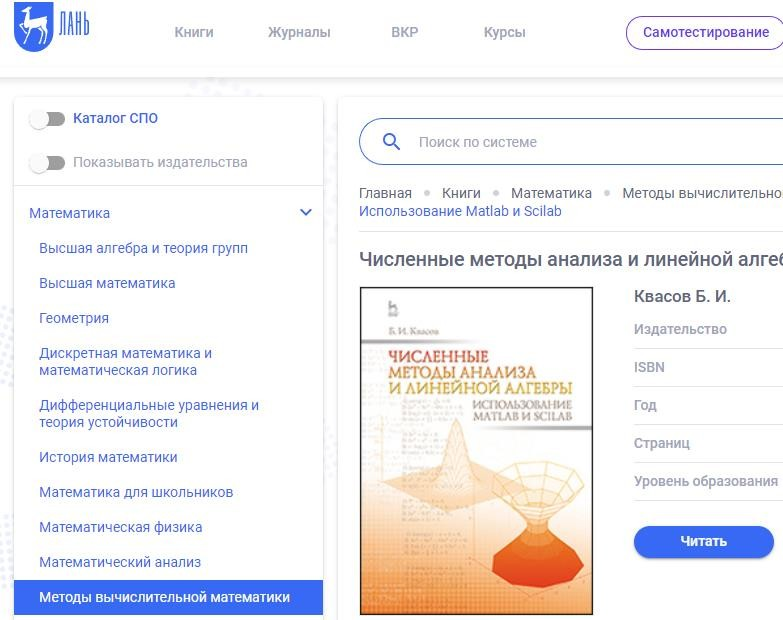 ЛАНЬ
Книги
Журналы
ВКР
Курсы
Самотестирование
Каталог СПО
Показывать издательства
Математика
Высшая алгебра и теория групп
Высшая математика
Геометрия
Дискретная математика и
математическая логика
Дифференциальные уравнения и
теория устойчивости
История математики
Математика для школьников
Математическая физика
Математический анализ
Методы вычислительной математики
Поиск по системе
Главная • Книги • Математика • Методы вычислительно
Использование Matlab и Scilab
Численные методы анализа и линейной алге
Б. И. Квасов
ЧИСЛЕННЫЕ
МЕТОДЫ АНАЛИЗА
И ЛИНЕЙНОЙ АЛГЕБРЫ
ИСПОЛЬЗОВАНИЕ
MATLAB И SCILAB
Квасов Б. И.
Издательство
ISBN
Год
Страниц
Уровень образования
Читать